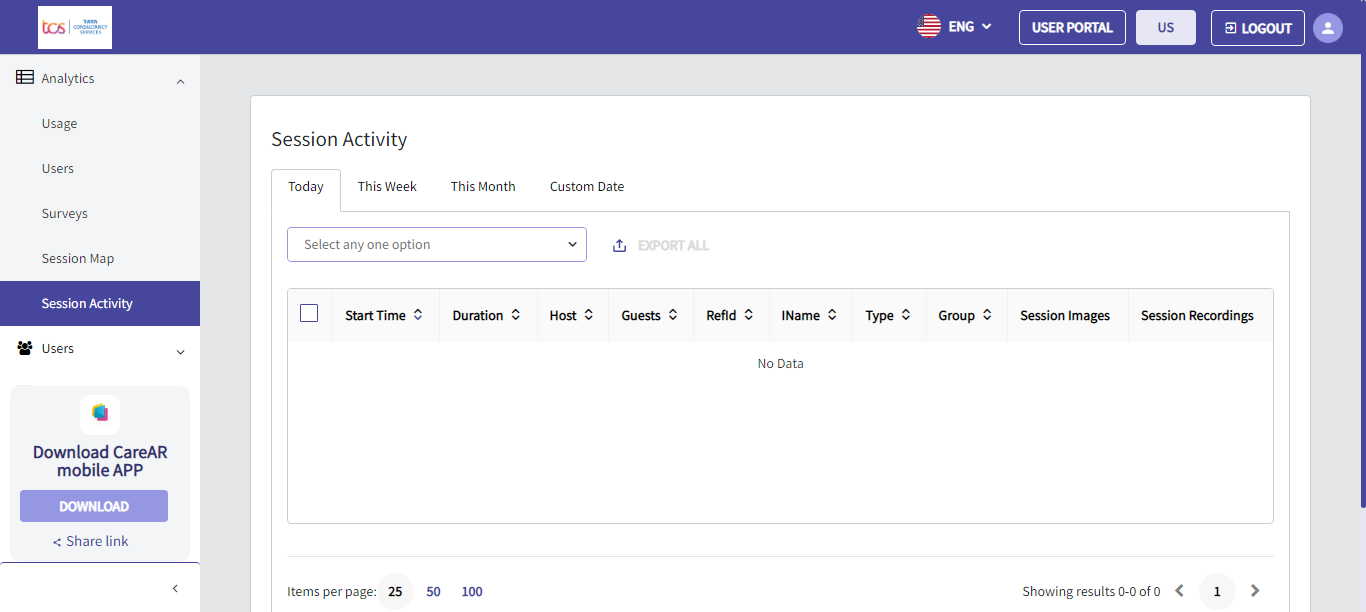 tcs TATA
CONSULTANCY
SERVICES
ENG
USER PORTAL
US
LOGOUT
Analytics
Usage
Users
Surveys
Session Map
Session Activity
Users
Download CareAR
mobile APP
DOWNLOAD
Share link
Session Activity
Today This Week This Month Custom Date
Select any one option
EXPORT ALL
Start Time Duration Host Guests RefId IName Type Group Session Images Session Recordings
No Data
Items per page: 25 50 100
Showing results 0-0 of 0 1